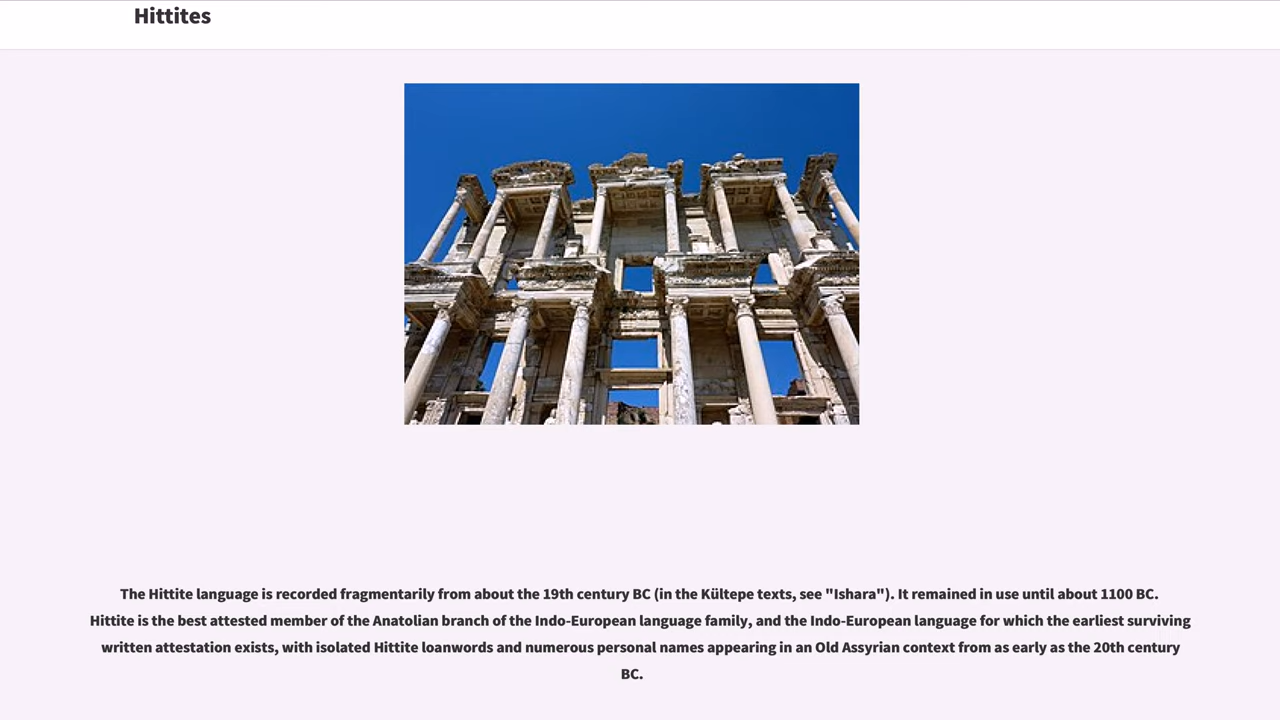 Hittites
The Hittite language is recorded fragmentarily from about the 19th century BC (in the Kültepe texts, see "Ishara"). It remained in use until about 1100 BC.
Hittite is the best attested member of the Anatolian branch of the Indo-European language family, and the Indo-European language for which the earliest surviving
written attestation exists, with isolated Hittite loanwords and numerous personal names appearing in an Old Assyrian context from as early as the 20th century
BC.